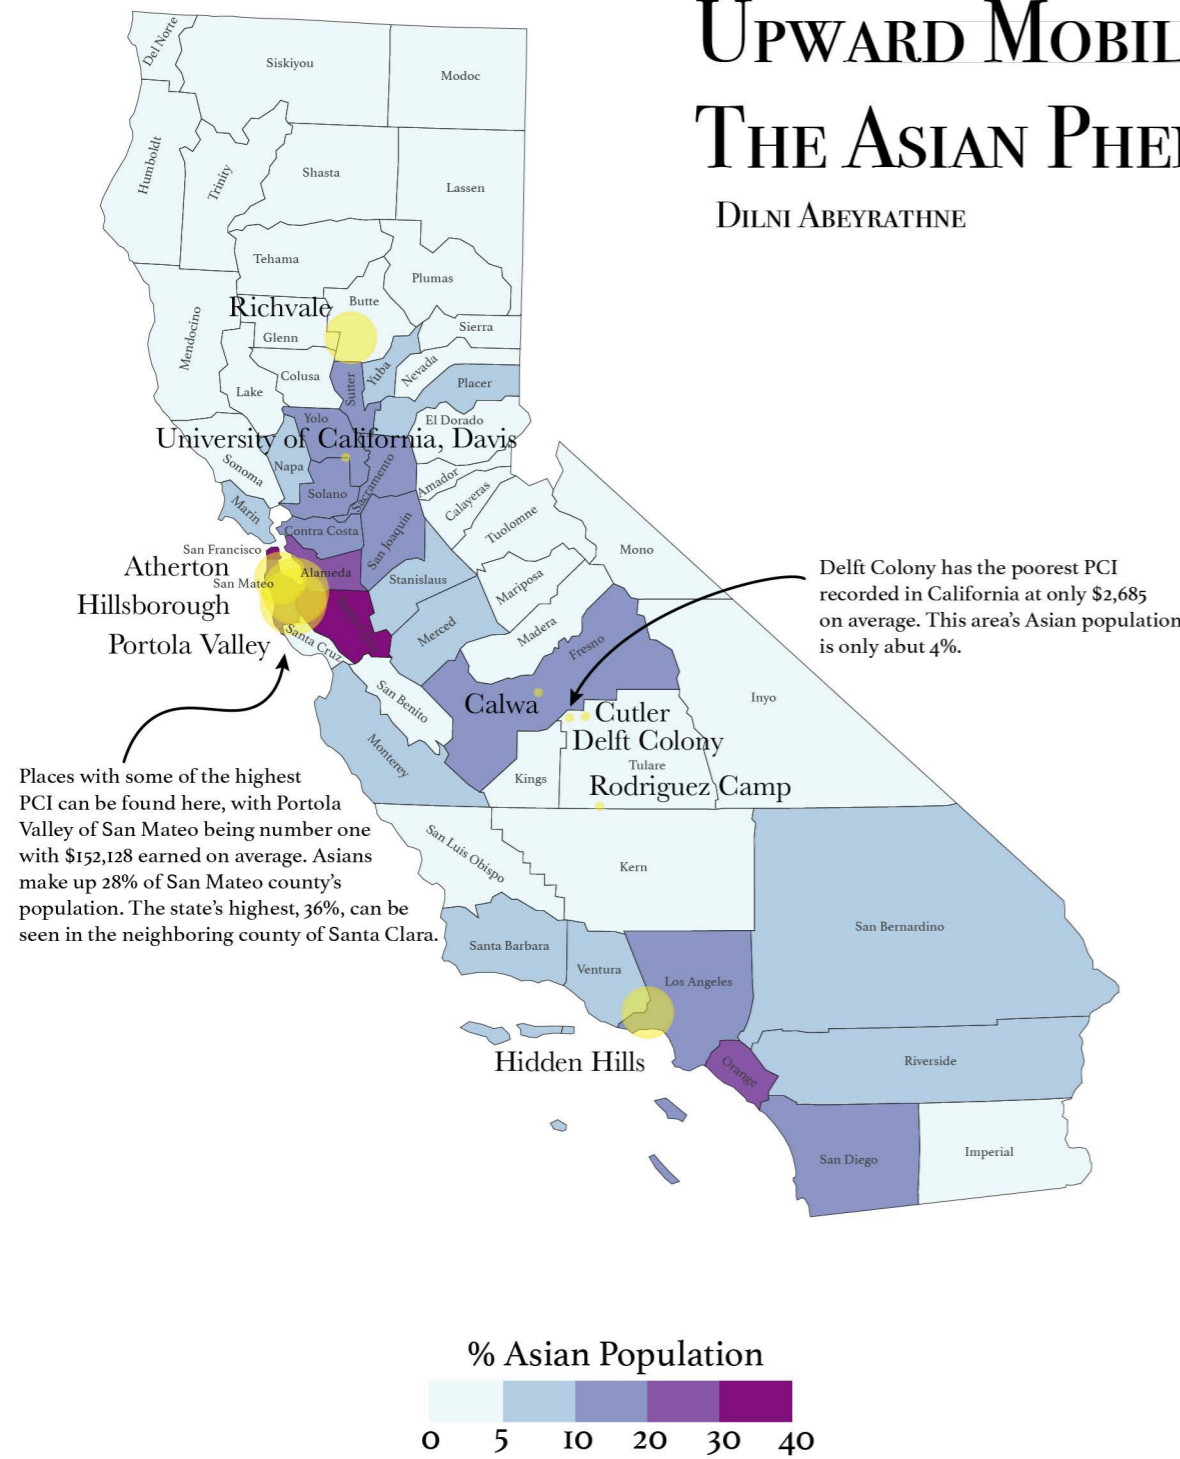 UPWARD MOBIL
THE ASIAN PHE
DILNI ABEYRATHNE
Del Norte
Siskiyou
Modoc
Humboldt
Trinity
Shasta
Lassen
Tehama
Plumas
Richvale
Butte
Mendocino
Glenn
Sierra
Lake
Colusa
Sutter
Yuba
Nevada
Placer
Yolo
El Dorado
University of California, Davis
Sonoma
Napa
Sacramento
Amador
Solano
Calayeras
Marin
Contra Costa
San Joaquin
Tuolomne
Mono
San Francisco
Atherton
Alameda
San Mateo
Stanislaus
Mariposa
Hillsborough
Merced
Madera
Portola Valley
Santa Cruz
Fresno
Delft Colony has the poorest PCI
recorded in California at only $2,685
on average. This area's Asian population
is only abut 4%.
San Benito
Calwa
Cutler
Inyo
Delft Colony
Monterey
Tulare
Kings
Rodriguez Camp
Places with some of the highest
PCI can be found here, with Portola
Valley of San Mateo being number one
with $152,128 earned on average. Asians
make up 28% of San Mateo county's
population. The state's highest, 36%, can be
seen in the neighboring county of Santa Clara.
San Luis Obispo
Kern
San Bernardino
Santa Barbara
Ventura
Los Angeles
Hidden Hills
Orange
Riverside
San Diego
Imperial
% Asian Population
0 5 10 20 30 40